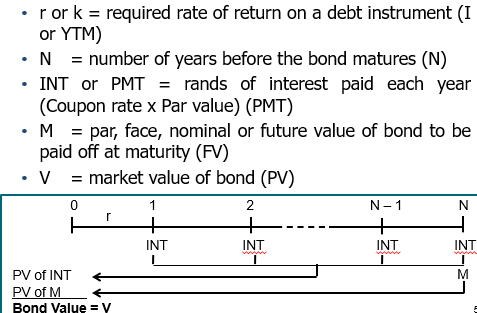 • r or k = required rate of return on a debt instrument (I
or YTM)
• N = number of years before the bond matures (N)
• INT or PMT = rands of interest paid each year
(Coupon rate x Par value) (PMT)
• M = par, face, nominal or future value of bond to be
paid off at maturity (FV)
• V = market value of bond (PV)
0 1 2 N – 1 N
r
INT INT INT INT
PV of INT M
PV of M
Bond Value = V